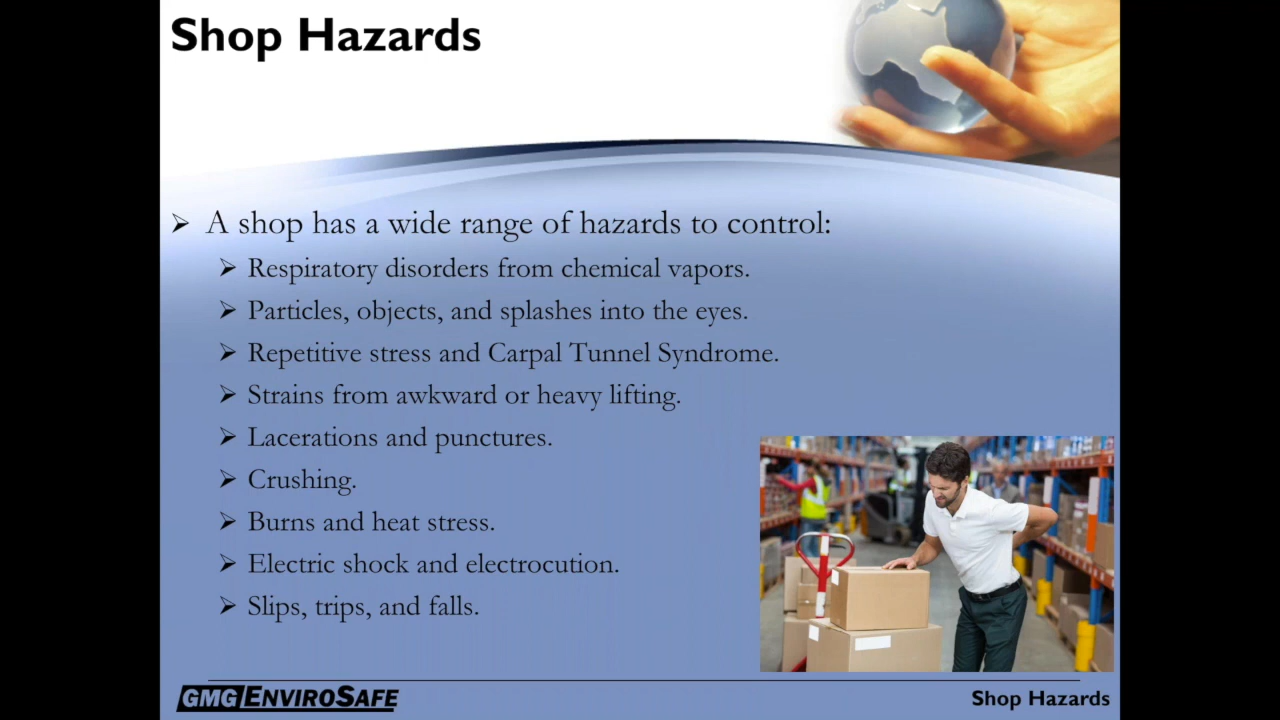 Shop Hazards
A shop has a wide range of hazards to control:
Respiratory disorders from chemical vapors.
Particles, objects, and splashes into the eyes.
Repetitive stress and Carpal Tunnel Syndrome.
Strains from awkward or heavy lifting.
Lacerations and punctures.
Crushing.
Burns and heat stress.
Electric shock and electrocution.
Slips, trips, and falls.
GMG ENVIROSAFE
Shop Hazards